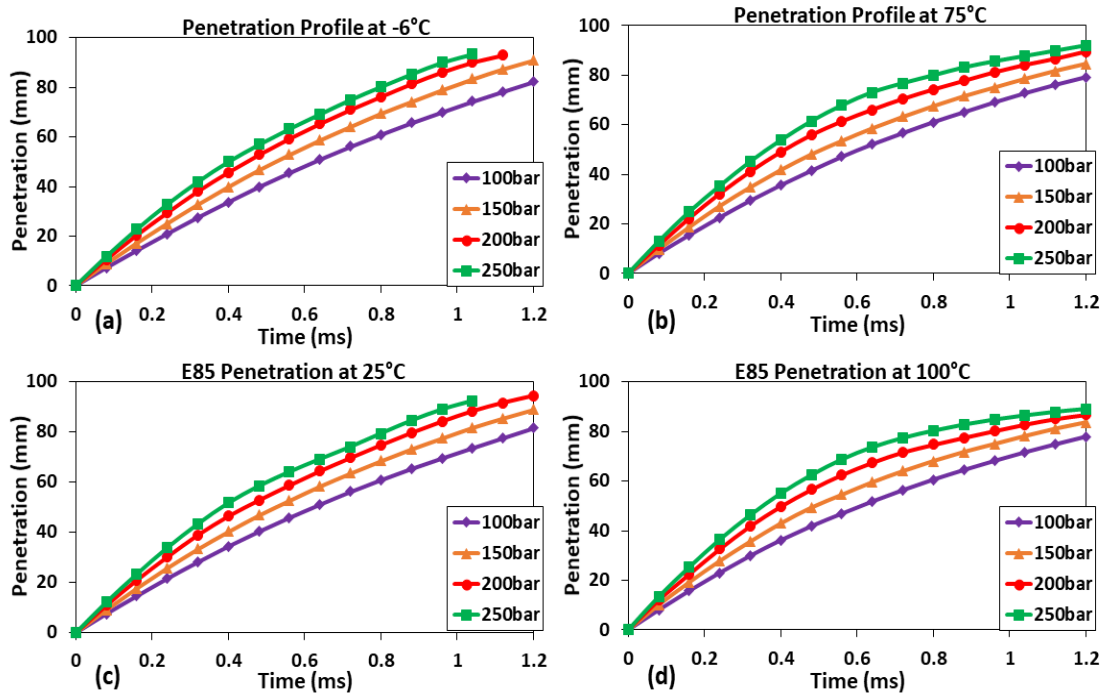 Penetration Profile at -6°C
100
80
60
40
20
0
Penetration (mm)
100bar
150bar
200bar
250bar
0 0.2 0.4 0.6 0.8 1 1.2
(a)
Time (ms)
Penetration Profile at 75°C
100
80
60
40
20
0
Penetration (mm)
100bar
150bar
200bar
250bar
0 0.2 0.4 0.6 0.8 1 1.2
(b)
Time (ms)
E85 Penetration at 25°C
100
80
60
40
20
0
Penetration (mm)
100bar
150bar
200bar
250bar
0 0.2 0.4 0.6 0.8 1 1.2
(c)
Time (ms)
E85 Penetration at 100°C
100
80
60
40
20
0
Penetration (mm)
100bar
150bar
200bar
250bar
0 0.2 0.4 0.6 0.8 1 1.2
(d)
Time (ms)